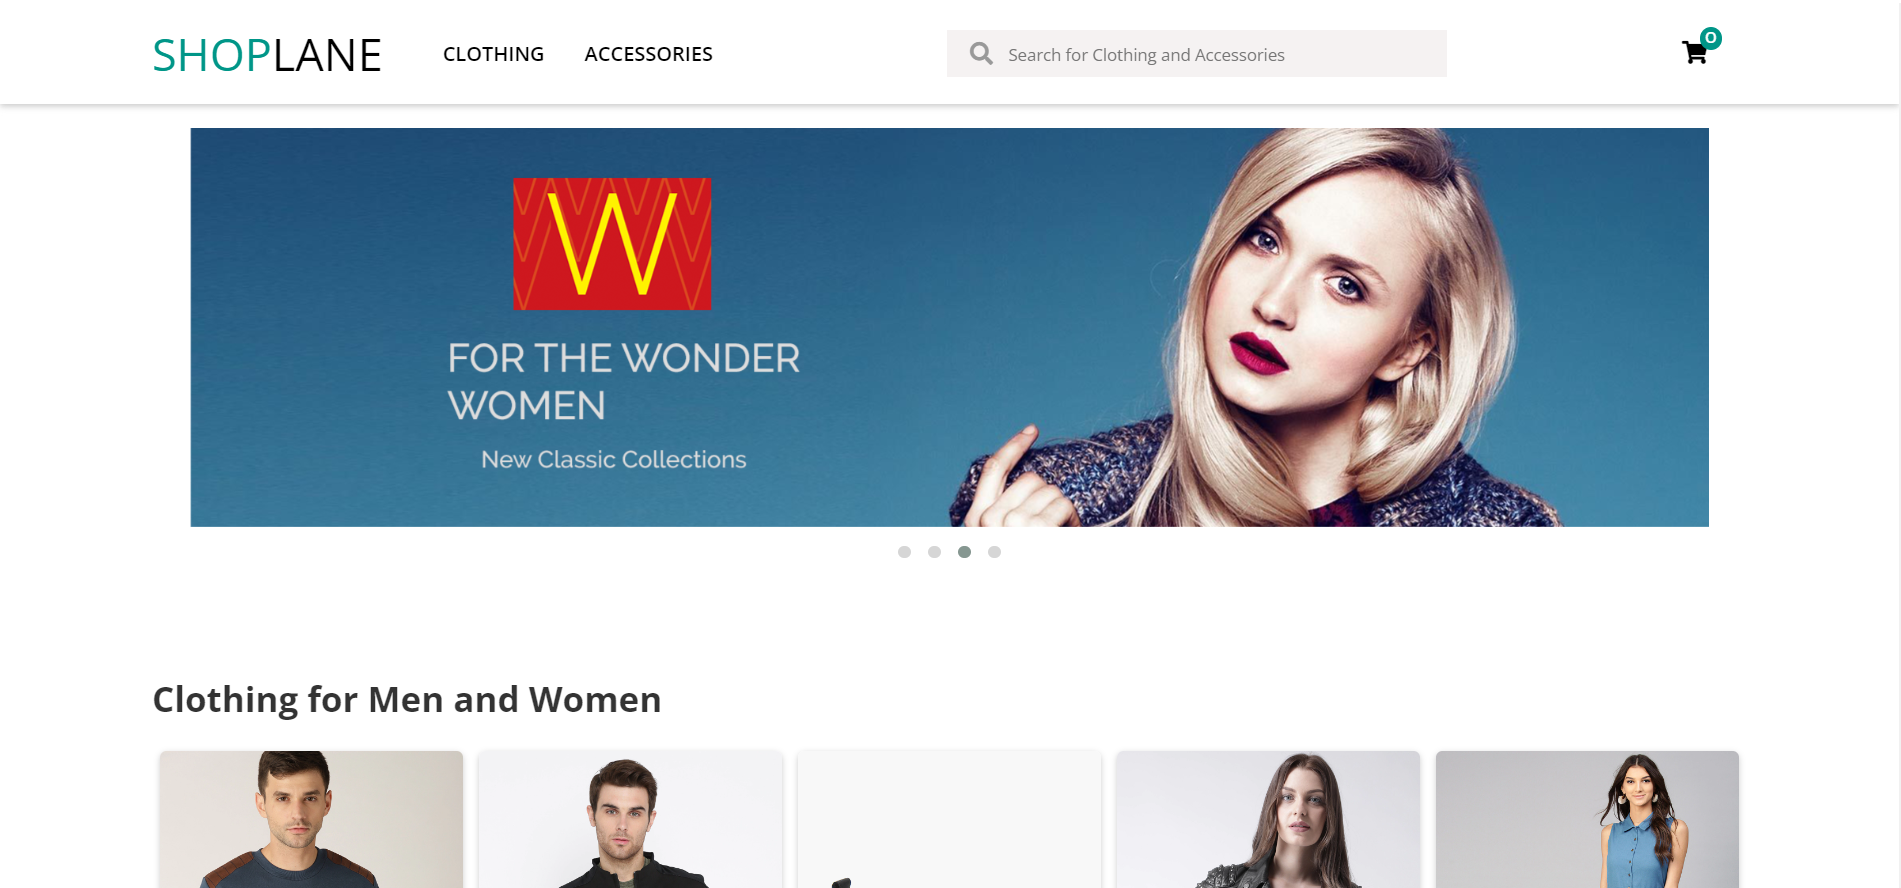 SHOPLANE CLOTHING ACCESSORIES Search for Clothing and Accessories 0
W
FOR THE WONDER
WOMEN
New Classic Collections
Clothing for Men and Women